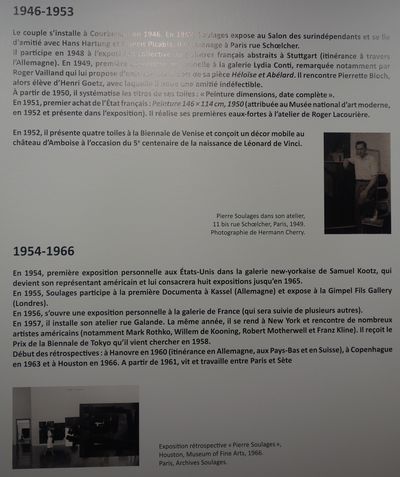 1946-1953
Le couple s'installe à Courbevoie en 1946. En 1947, Soulages expose au Salon des surindépendants et se lie
d'amitié avec Hans Hartung et Francis Picabia. Il emménage à Paris rue Schœlcher.
Il participe en 1948 à l'exposition collective de peintres français abstraits à Stuttgart (itinérance à travers
l'Allemagne). En 1949, première exposition personnelle à la galerie Lydia Conti, remarquée notamment par
Roger Vailland qui lui propose d' de sa pièce Héloïse et Abélard. Il rencontre Pierrette Bloch,
alors élève d'Henri Goetz, avec laquelle il noue une amitié indéfectible.
À partir de 1950, il systématise les titres de ses toiles : « Peinture dimensions, date complète ».
En 1951, premier achat de l'État français : Peinture 146 × 114 cm, 1950 (attribuée au Musée national d'art moderne,
en 1952 et présente dans l'exposition). Il réalise ses premières eaux-fortes à l'atelier de Roger Lacourière.
En 1952, il présente quatre toiles à la Biennale de Venise et conçoit un décor mobile au
château d'Amboise à l'occasion du 5e centenaire de la naissance de Léonard de Vinci.
Pierre Soulages dans son atelier,
11 bis rue Schœlcher, Paris, 1949.
Photographie de Hermann Cherry.
1954-1966
En 1954, première exposition personnelle aux États-Unis dans la galerie new-yorkaise de Samuel Kootz, qui
devient son représentant américain et lui consacrera huit expositions jusqu'en 1965.
En 1955, Soulages participe à la première Documenta à Kassel (Allemagne) et expose à la Gimpel Fils Gallery
(Londres).
En 1956, s'ouvre une exposition personnelle à la galerie de France (qui sera suivie de plusieurs autres).
En 1957, il installe son atelier rue Galande. La même année, il se rend à New York et rencontre de nombreux
artistes américains (notamment Mark Rothko, Willem de Kooning, Robert Motherwell et Franz Kline). Il reçoit le
Prix de la Biennale de Tokyo qu'il vient chercher en 1958.
Début des rétrospectives : à Hanovre en 1960 (itinérance en Allemagne, aux Pays-Bas et en Suisse), à Copenhague
en 1963 et à Houston en 1966. A partir de 1961, vit et travaille entre Paris et Sète
Exposition rétrospective « Pierre Soulages »,
Houston, Museum of Fine Arts, 1966.
Paris, Archives Soulages.